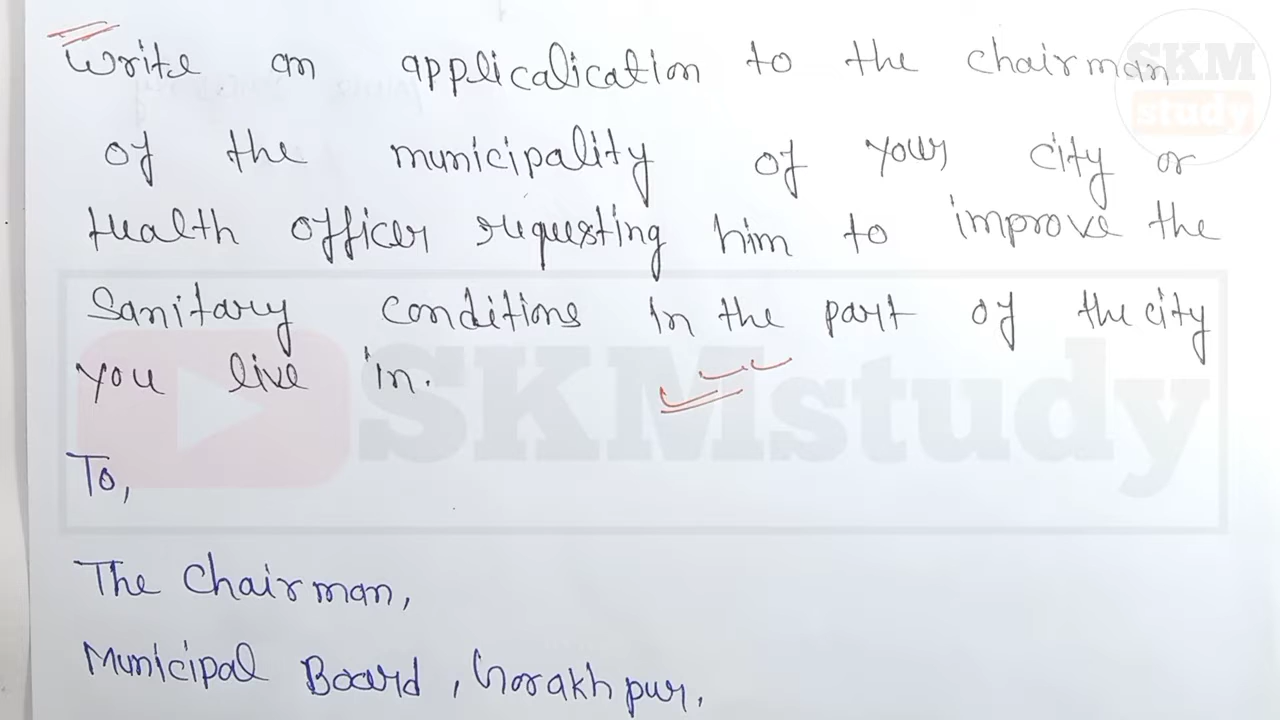 Write an applicalication to the chairman
of the municipality of your city or
Health officer requesting him to improve the
Sanitary conditions in the part of the city
you live in.
To,
The Chairman,
Municipal Board, Gorakhpur.
SKM
study
SKMstudy